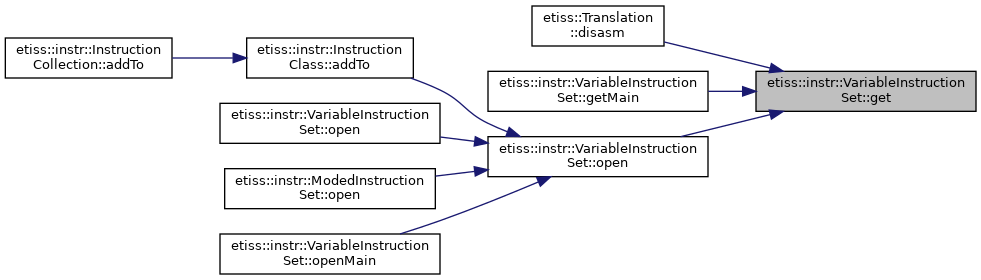 etiss::Translation
::disasm
etiss::instr::Instruction
Collection::addTo
etiss::instr::Instruction
Class::addTo
etiss::instr::VariableInstruction
Set::getMain
etiss::instr::VariableInstruction
Set::get
etiss::instr::VariableInstruction
Set::open
etiss::instr::VariableInstruction
Set::open
etiss::instr::ModedInstruction
Set::open
etiss::instr::VariableInstruction
Set::openMain